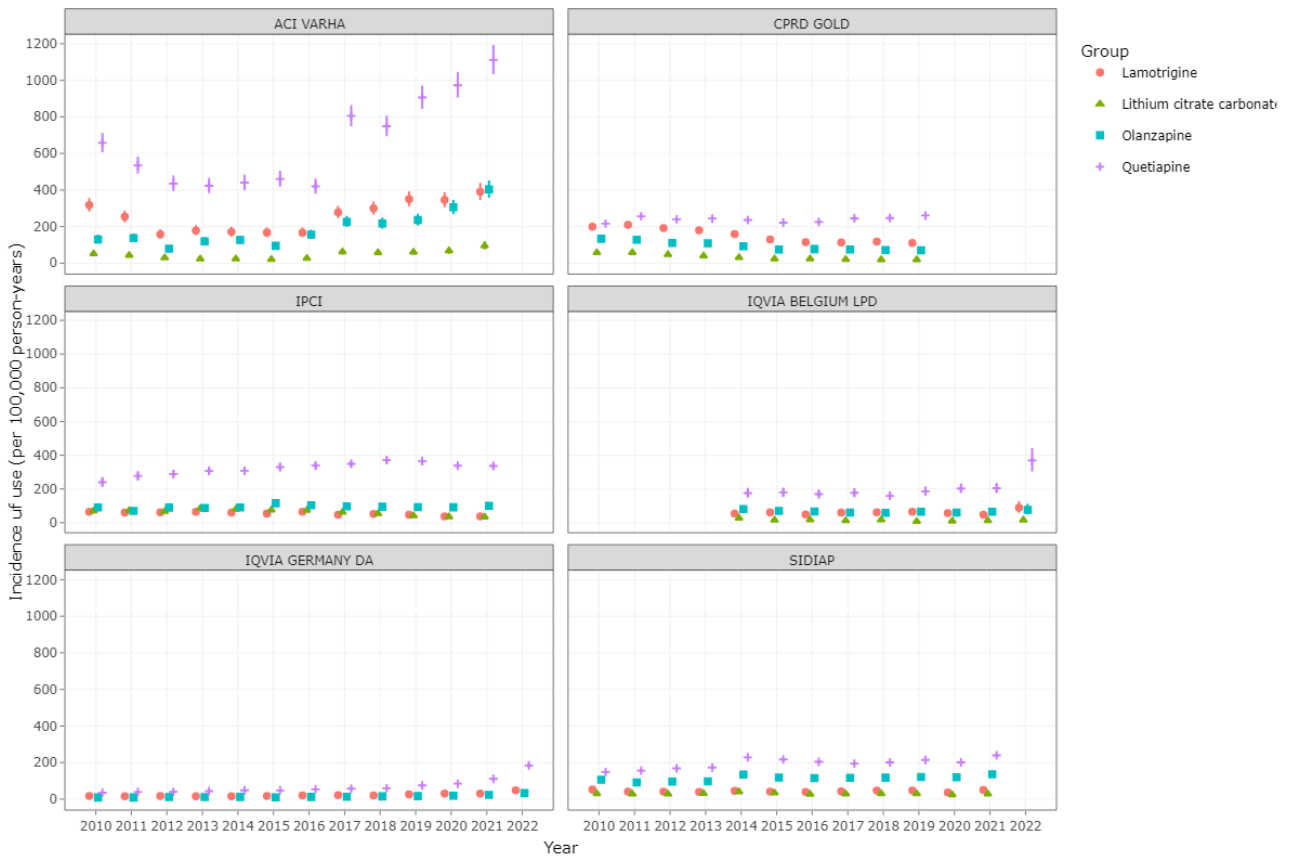 ACI VARHA
CPRD GOLD
Group
Lamotrigine
Lithium citrate carbonate
Olanzapine
Quetiapine
1200
1000
800
600
400
200
0
IPCI
IQVIA BELGIUM LPD
1200
1000
800
600
400
200
0
IQVIA GERMANY DA
SIDIAP
1200
1000
800
600
400
200
0
Incidence uf use (per 100,000 person-years)
2010 2011 2012 2013 2014 2015 2016 2017 2018 2019 2020 2021 2022
2010 2011 2012 2013 2014 2015 2016 2017 2018 2019 2020 2021 2022
Year